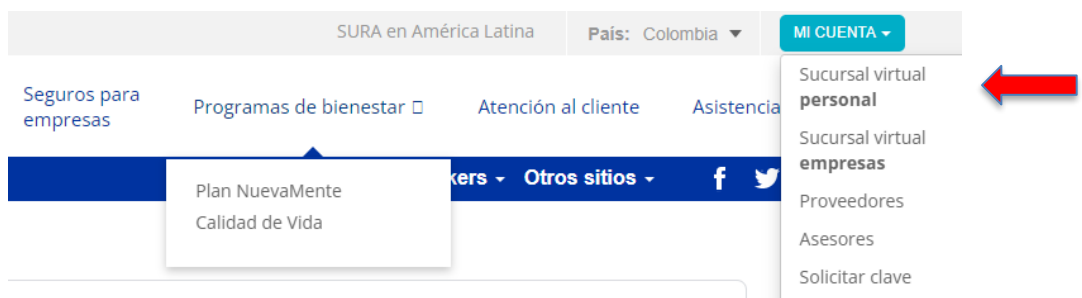 SURA en América Latina País: Colombia MI CUENTA
Seguros para
empresas
Programas de bienestar
Atención al cliente
Asistencia
Sucursal virtual
personal
Sucursal virtual
empresas
Proveedores
Asesores
Solicitar clave
Otros sitios
Plan NuevaMente
Calidad de Vida